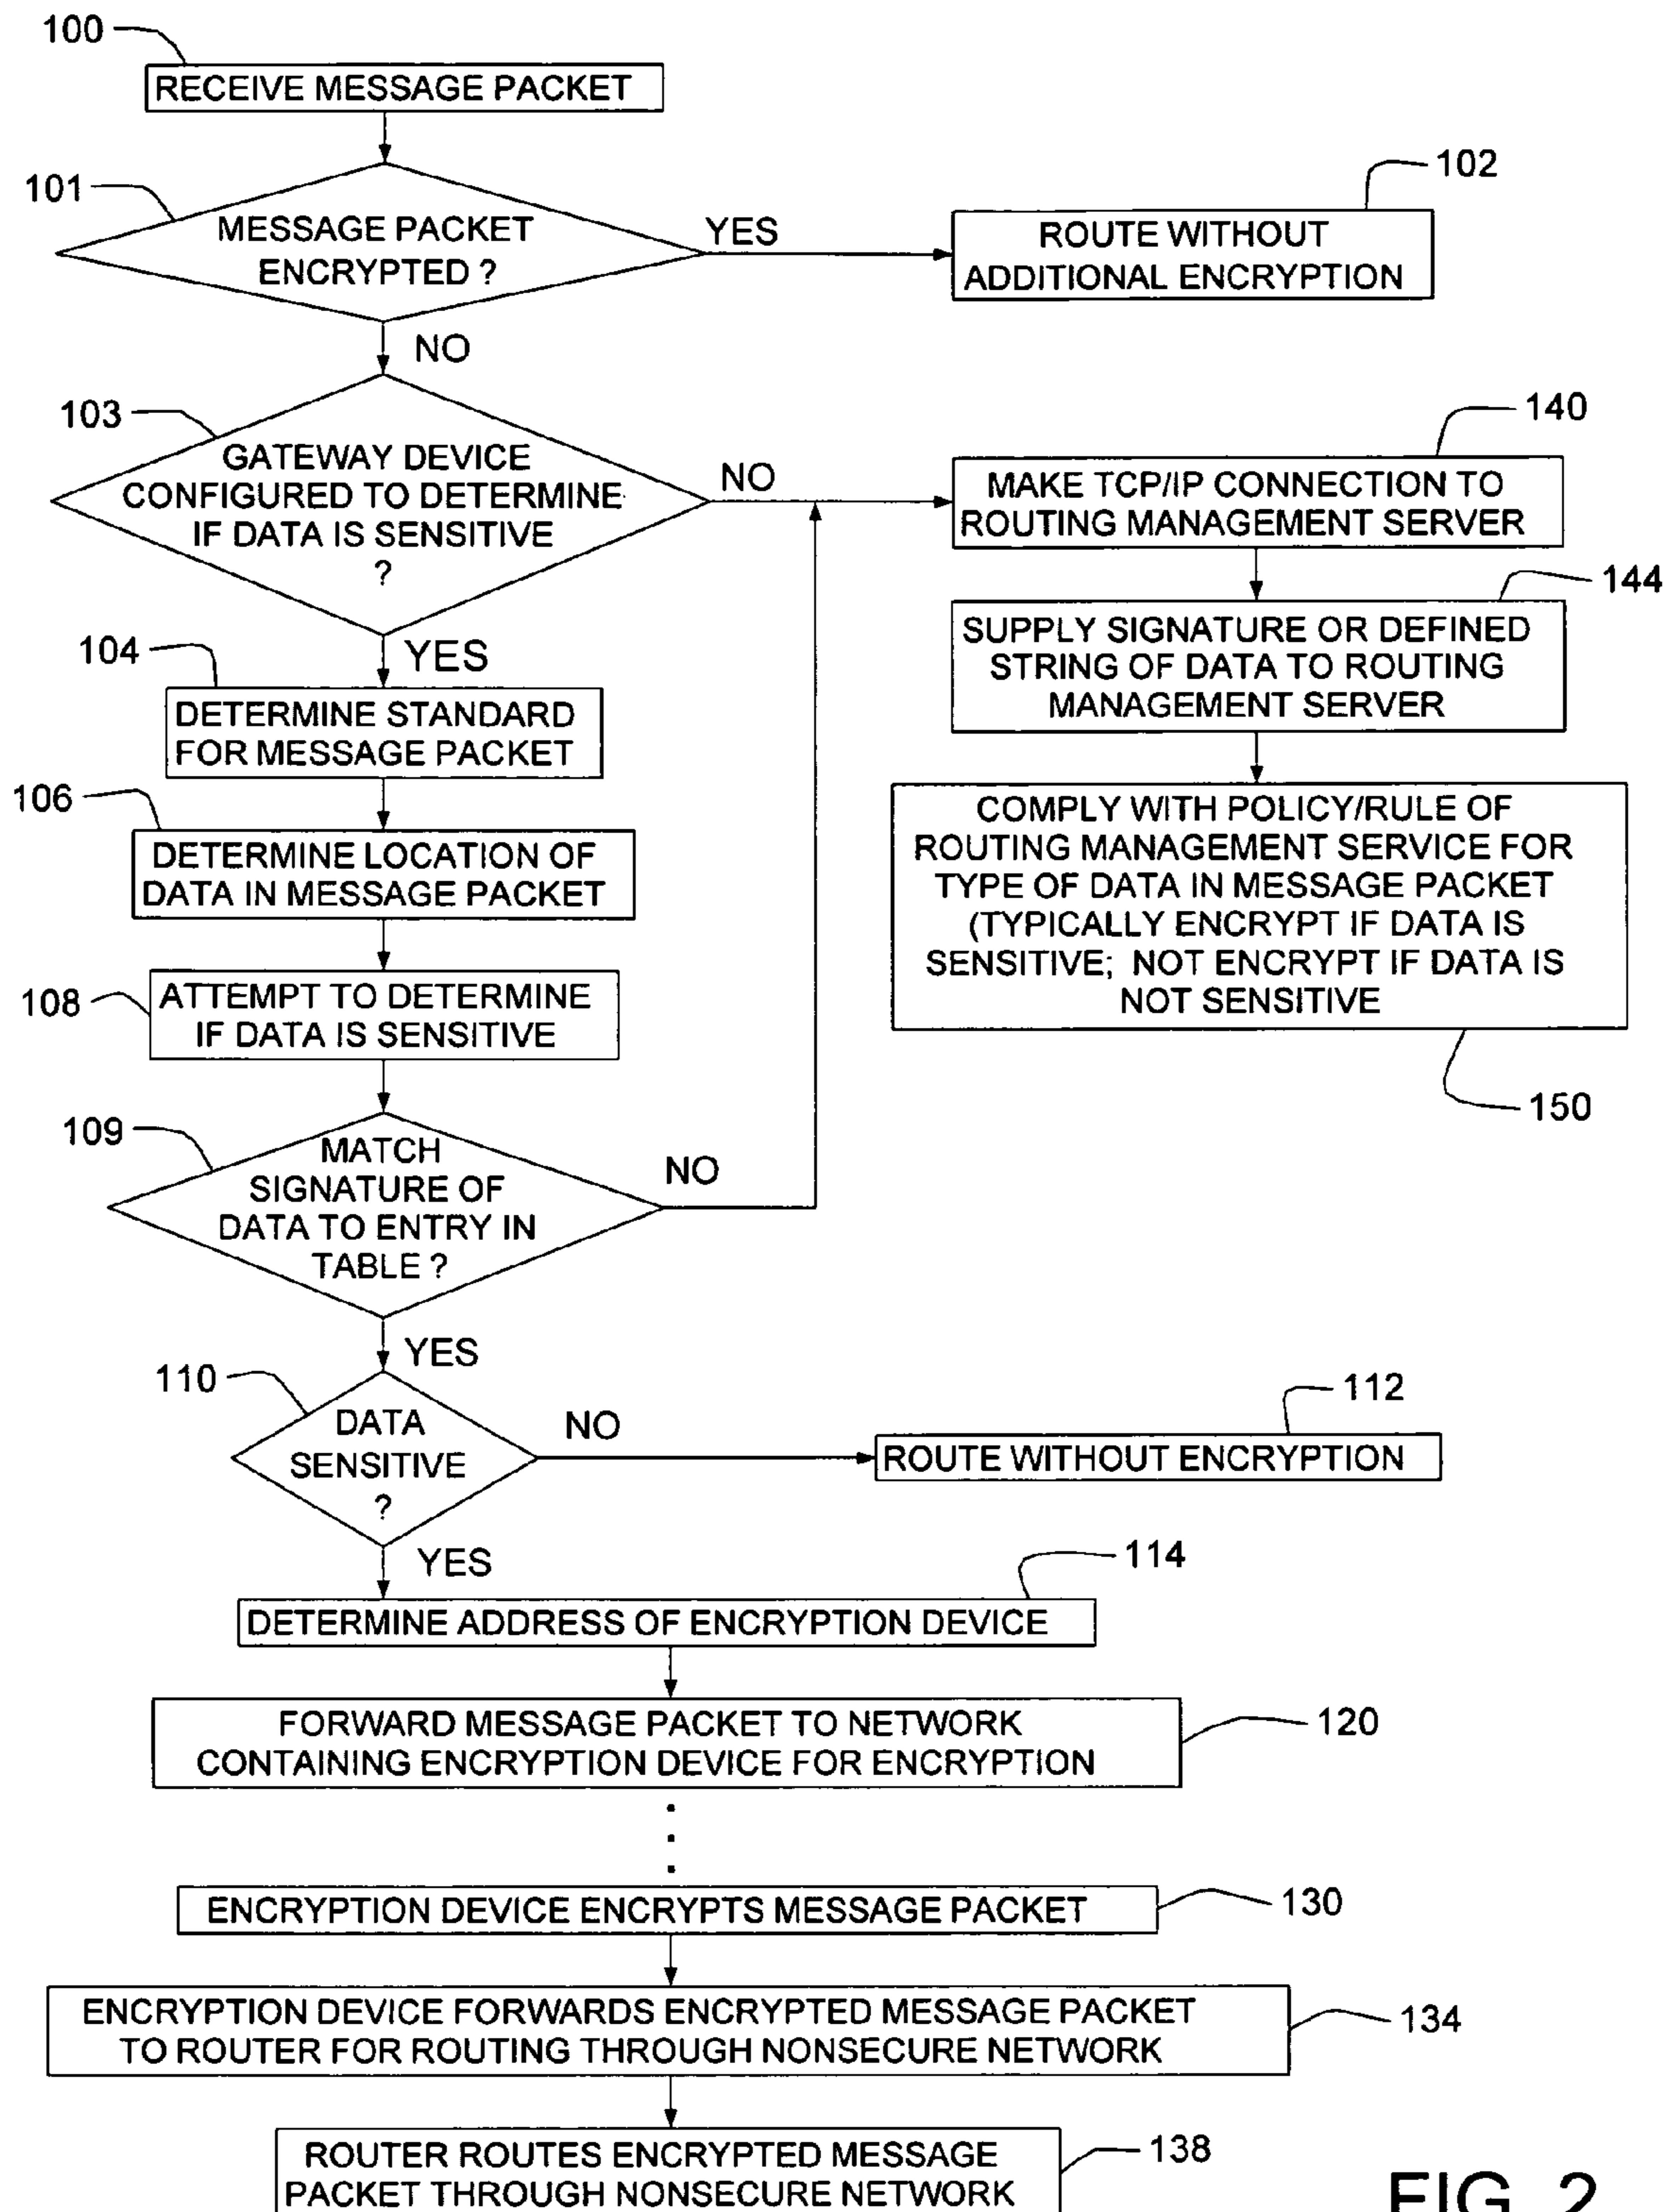 100
RECEIVE MESSAGE PACKET
101
MESSAGE PACKET
ENCRYPTED ?
YES
102
ROUTE WITHOUT
ADDITIONAL ENCRYPTION
NO
103
GATEWAY DEVICE
CONFIGURED TO DETERMINE
IF DATA IS SENSITIVE
?
NO
140
MAKE TCP/IP CONNECTION TO
ROUTING MANAGEMENT SERVER
144
SUPPLY SIGNATURE OR DEFINED
STRING OF DATA TO ROUTING
MANAGEMENT SERVER
YES
104
DETERMINE STANDARD
FOR MESSAGE PACKET
106
DETERMINE LOCATION OF
DATA IN MESSAGE PACKET
COMPLY WITH POLICY/RULE OF
ROUTING MANAGEMENT SERVICE FOR
TYPE OF DATA IN MESSAGE PACKET
(TYPICALLY ENCRYPT IF DATA IS
SENSITIVE; NOT ENCRYPT IF DATA IS
NOT SENSITIVE
150
108
ATTEMPT TO DETERMINE
IF DATA IS SENSITIVE
109
MATCH
SIGNATURE OF
DATA TO ENTRY IN
TABLE ?
NO
YES
110
DATA
SENSITIVE
?
NO
112
ROUTE WITHOUT ENCRYPTION
YES
114
DETERMINE ADDRESS OF ENCRYPTION DEVICE
FORWARD MESSAGE PACKET TO NETWORK
CONTAINING ENCRYPTION DEVICE FOR ENCRYPTION
120
ENCRYPTION DEVICE ENCRYPTS MESSAGE PACKET
130
ENCRYPTION DEVICE FORWARDS ENCRYPTED MESSAGE PACKET
TO ROUTER FOR ROUTING THROUGH NONSECURE NETWORK
134
ROUTER ROUTES ENCRYPTED MESSAGE
PACKET THROUGH NONSECURE NETWORK
138
FIG. 2